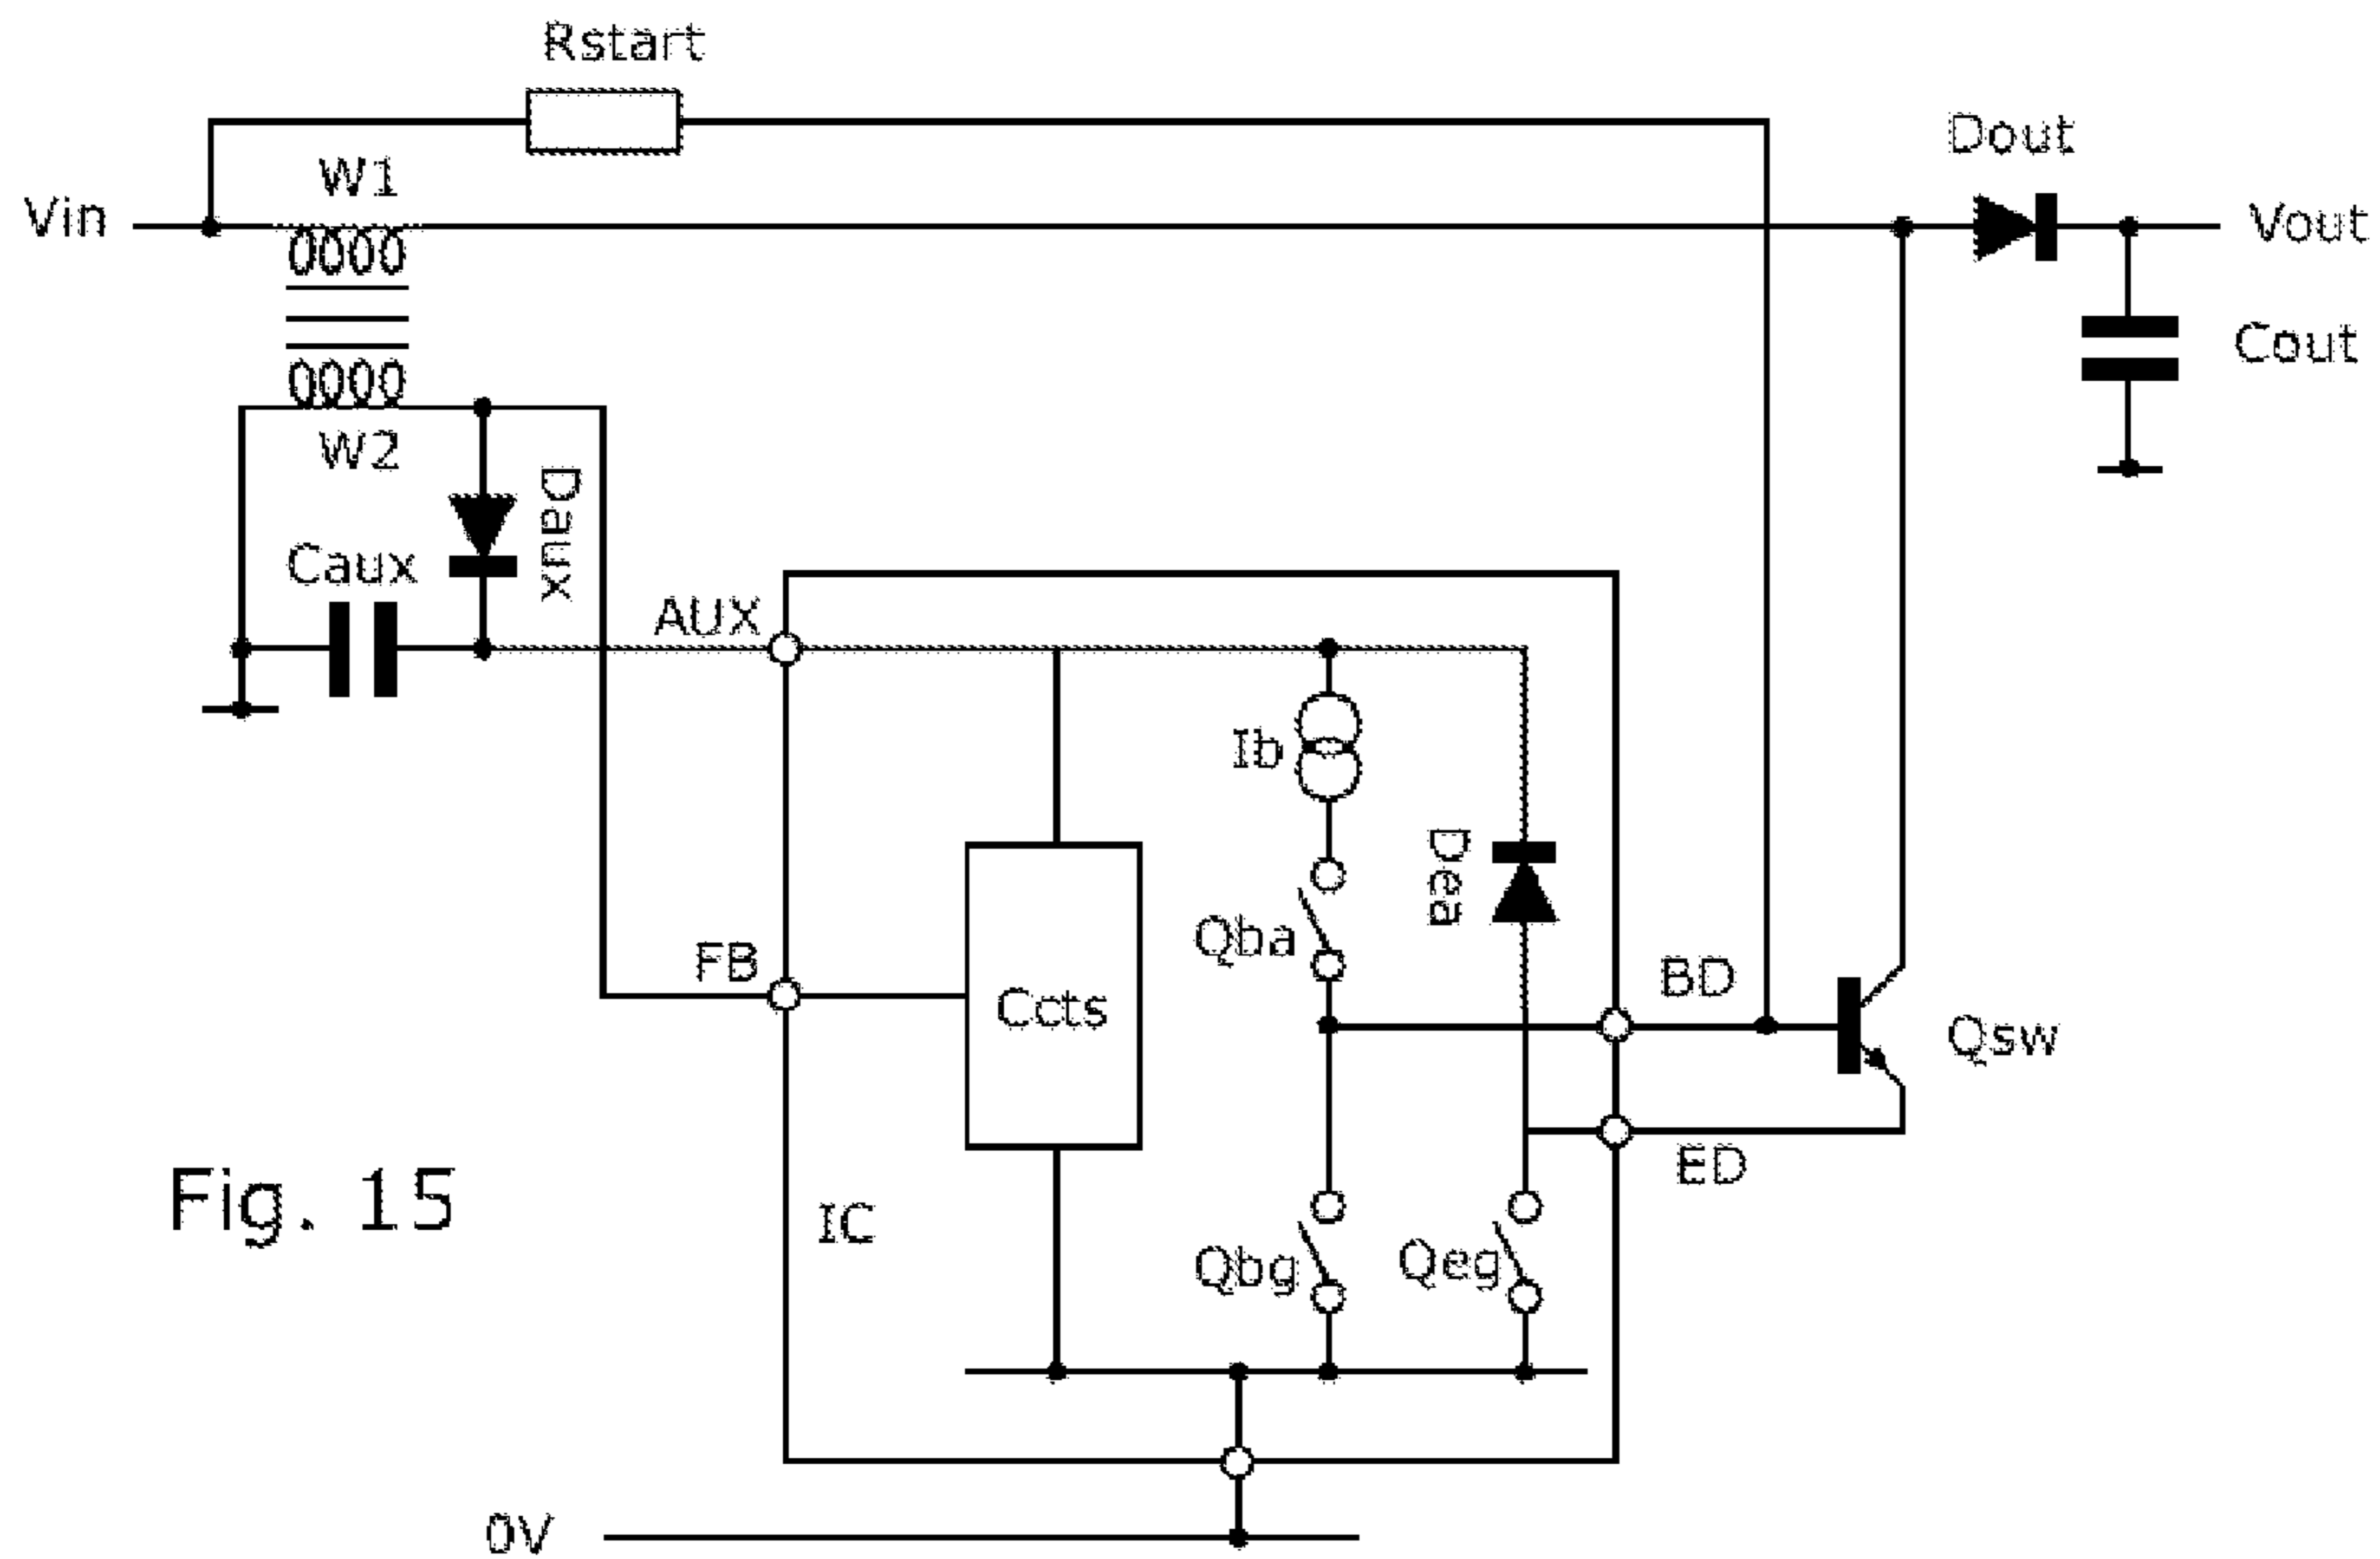 Rstart
Dout
W1
Vin
Vout
Cout
W2
Daux
Caux
AUX
Ib
Dea
Qba
FB
BD
Ccts
Qsw
ED
Fig. 15
IC
Qbg
Qeg
0V